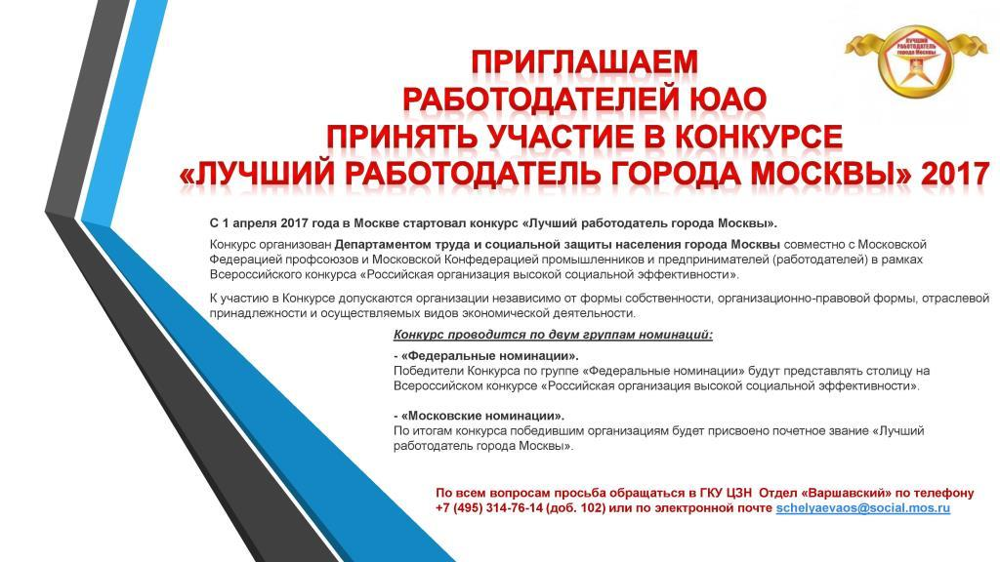 ЛУЧШИЙ
РАБОТОДАТЕЛЬ
города Москвы
ПРИГЛАШАЕМ
РАБОТОДАТЕЛЕЙ ЮАО
ПРИНЯТЬ УЧАСТИЕ В КОНКУРСЕ
«ЛУЧШИЙ РАБОТОДАТЕЛЬ ГОРОДА МОСКВЫ» 2017
С 1 апреля 2017 года в Москве стартовал конкурс «Лучший работодатель города Москвы».
Конкурс организован Департаментом труда и социальной защиты населения города Москвы совместно с Московской
Федерацией профсоюзов и Московской Конфедерацией промышленников и предпринимателей (работодателей) в рамках
Всероссийского конкурса «Российская организация высокой социальной эффективности».
К участию в Конкурсе допускаются организации независимо от формы собственности, организационно-правовой формы, отраслевой
принадлежности и осуществляемых видов экономической деятельности.
Конкурс проводится по двум группам номинаций:
- «Федеральные номинации».
Победители Конкурса по группе «Федеральные номинации» будут представлять столицу на
Всероссийском конкурсе «Российская организация высокой социальной эффективности».
- «Московские номинации».
По итогам конкурса победившим организациям будет присвоено почетное звание «Лучший
работодатель города Москвы».
По всем вопросам просьба обращаться в ГКУ ЦЗН Отдел «Варшавский» по телефону
+7 (495) 314-76-14 (доб. 102) или по электронной почте schelyaevaos@social.mos.ru